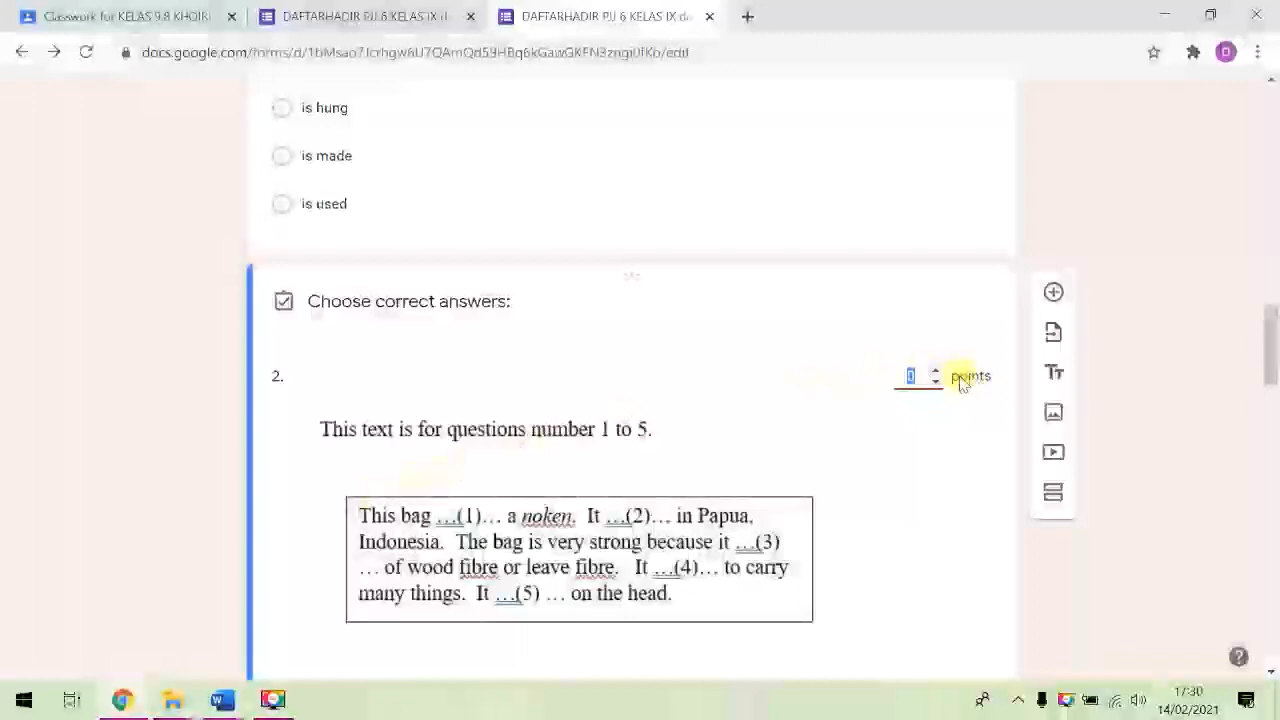 Classwork for KELAS 9.8 KHOIRI
DAFTARHADIR PJJ 6 KELAS IX (I
DAFTARHADIR PJJ 6 KELAS IX de
is hung
is made
is used
Choose correct answers:
2.
points
This text is for questions number 1 to 5.
This bag …(1)… a noken. It …(2)… in Papua,
Indonesia. The bag is very strong because it …(3)
… of wood fibre or leave fibre. It …(4)… to carry
many things. It …(5) … on the head.
17:30
14/02/2021